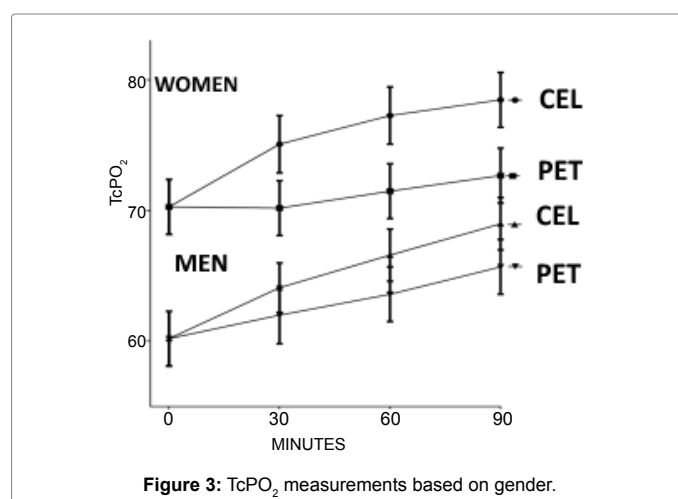 80
WOMEN
CEL
TcPO₂
PET
70
CEL
MEN
PET
60
0 30 60 90
MINUTES
Figure 3: TcPO₂ measurements based on gender.